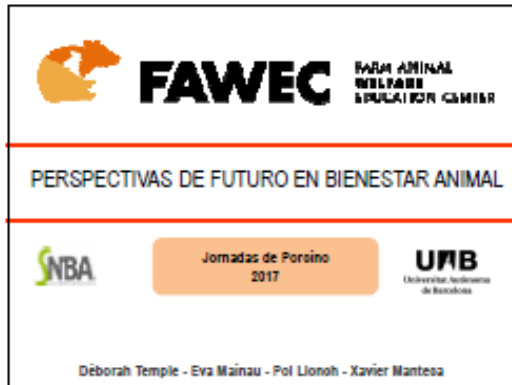 FAWEC
FARM ANIMAL
WELFARE
EDUCATION CENTER
PERSPECTIVAS DE FUTURO EN BIENESTAR ANIMAL
SNBA
Jornadas de Porcino
2017
UAB
Universitat Autònoma
de Barcelona
Déborah Temple - Eva Mainau - Pol Llonch - Xavier Manteca